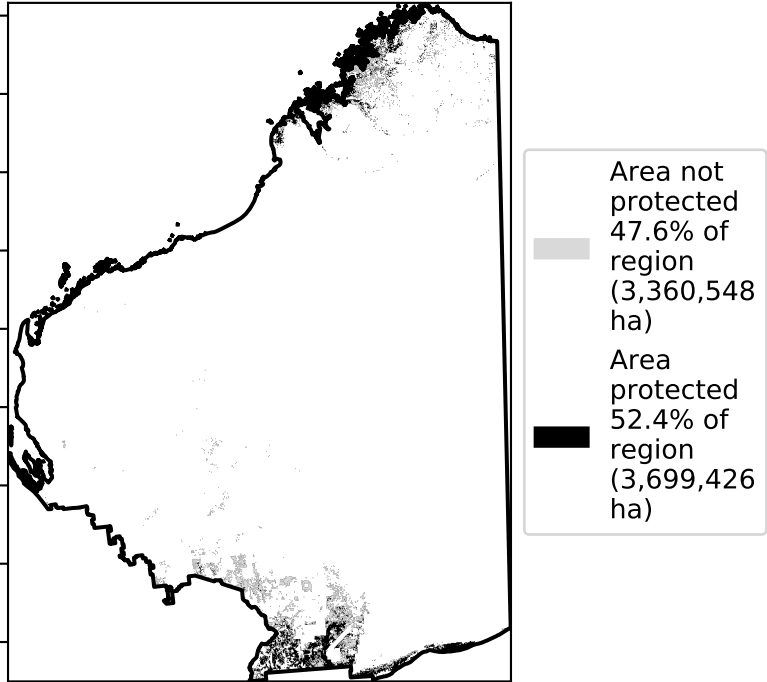 Area not
protected
47.6% of
region
(3,360,548
ha)
Area
protected
52.4% of
region
(3,699,426
ha)